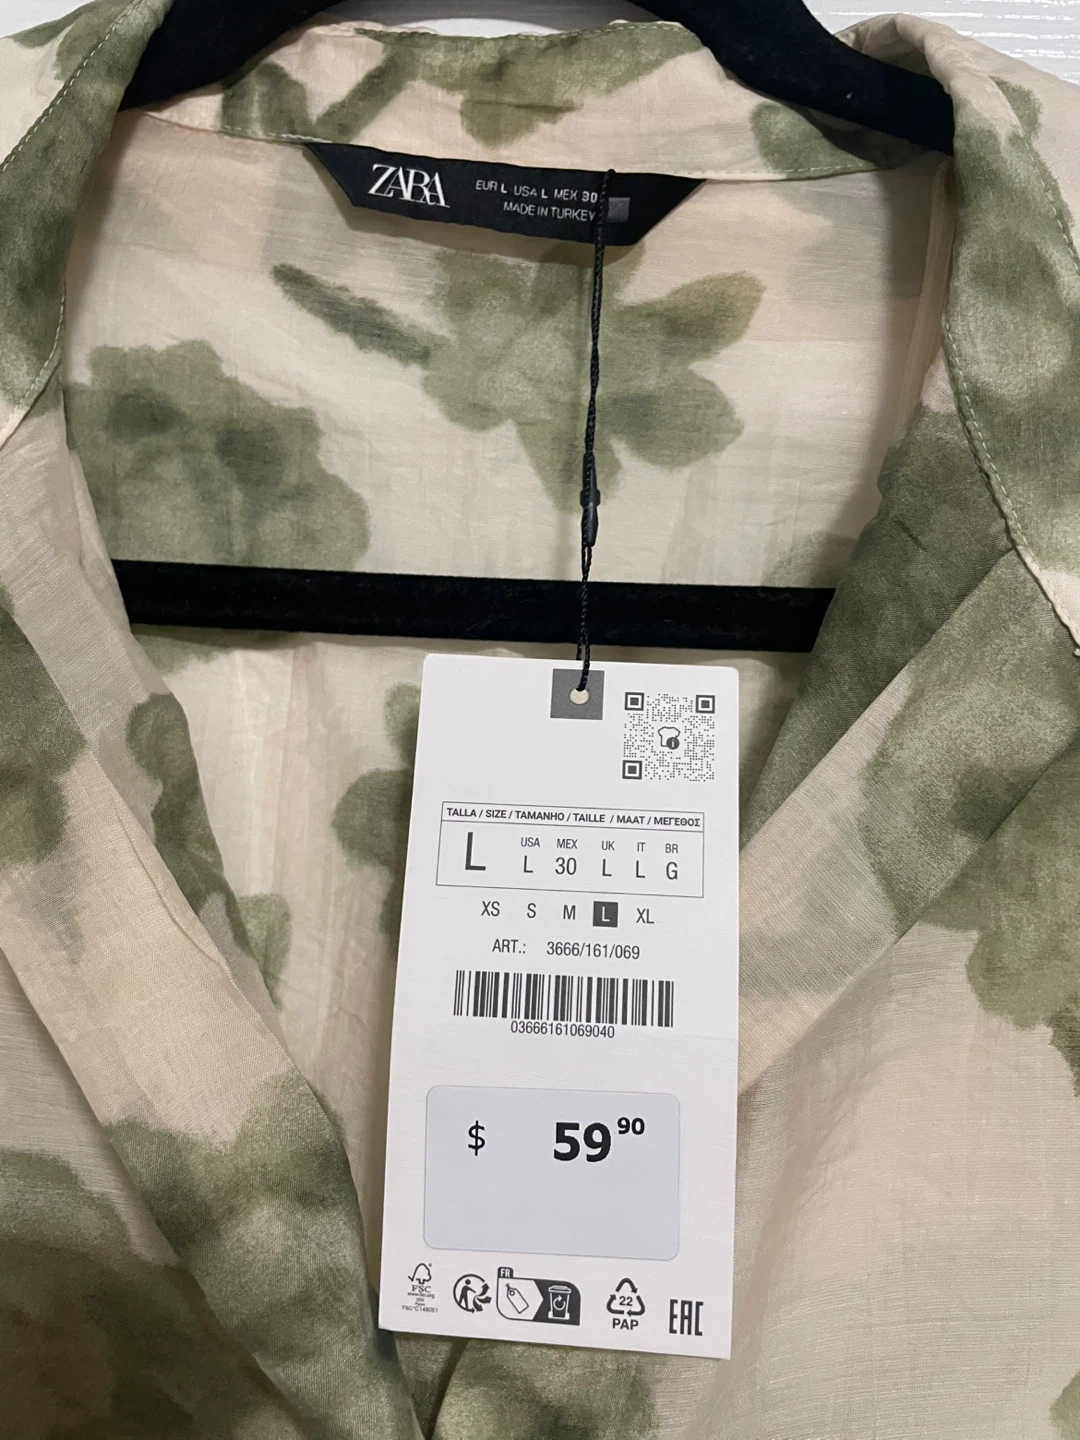 ZARA
EUR L USA L MEX 30
MADE IN TURKEY
TALLA / SIZE / TAMANHO / TAILLE / MAAT / ΜΕΓΕΘΟΣ
USA MEX UK IT BR
L L 30 L L G
XS S M L XL
ART.: 3666/161/069
03666161069040
$ 59 90
FR
FSC
22
PAP
EAC